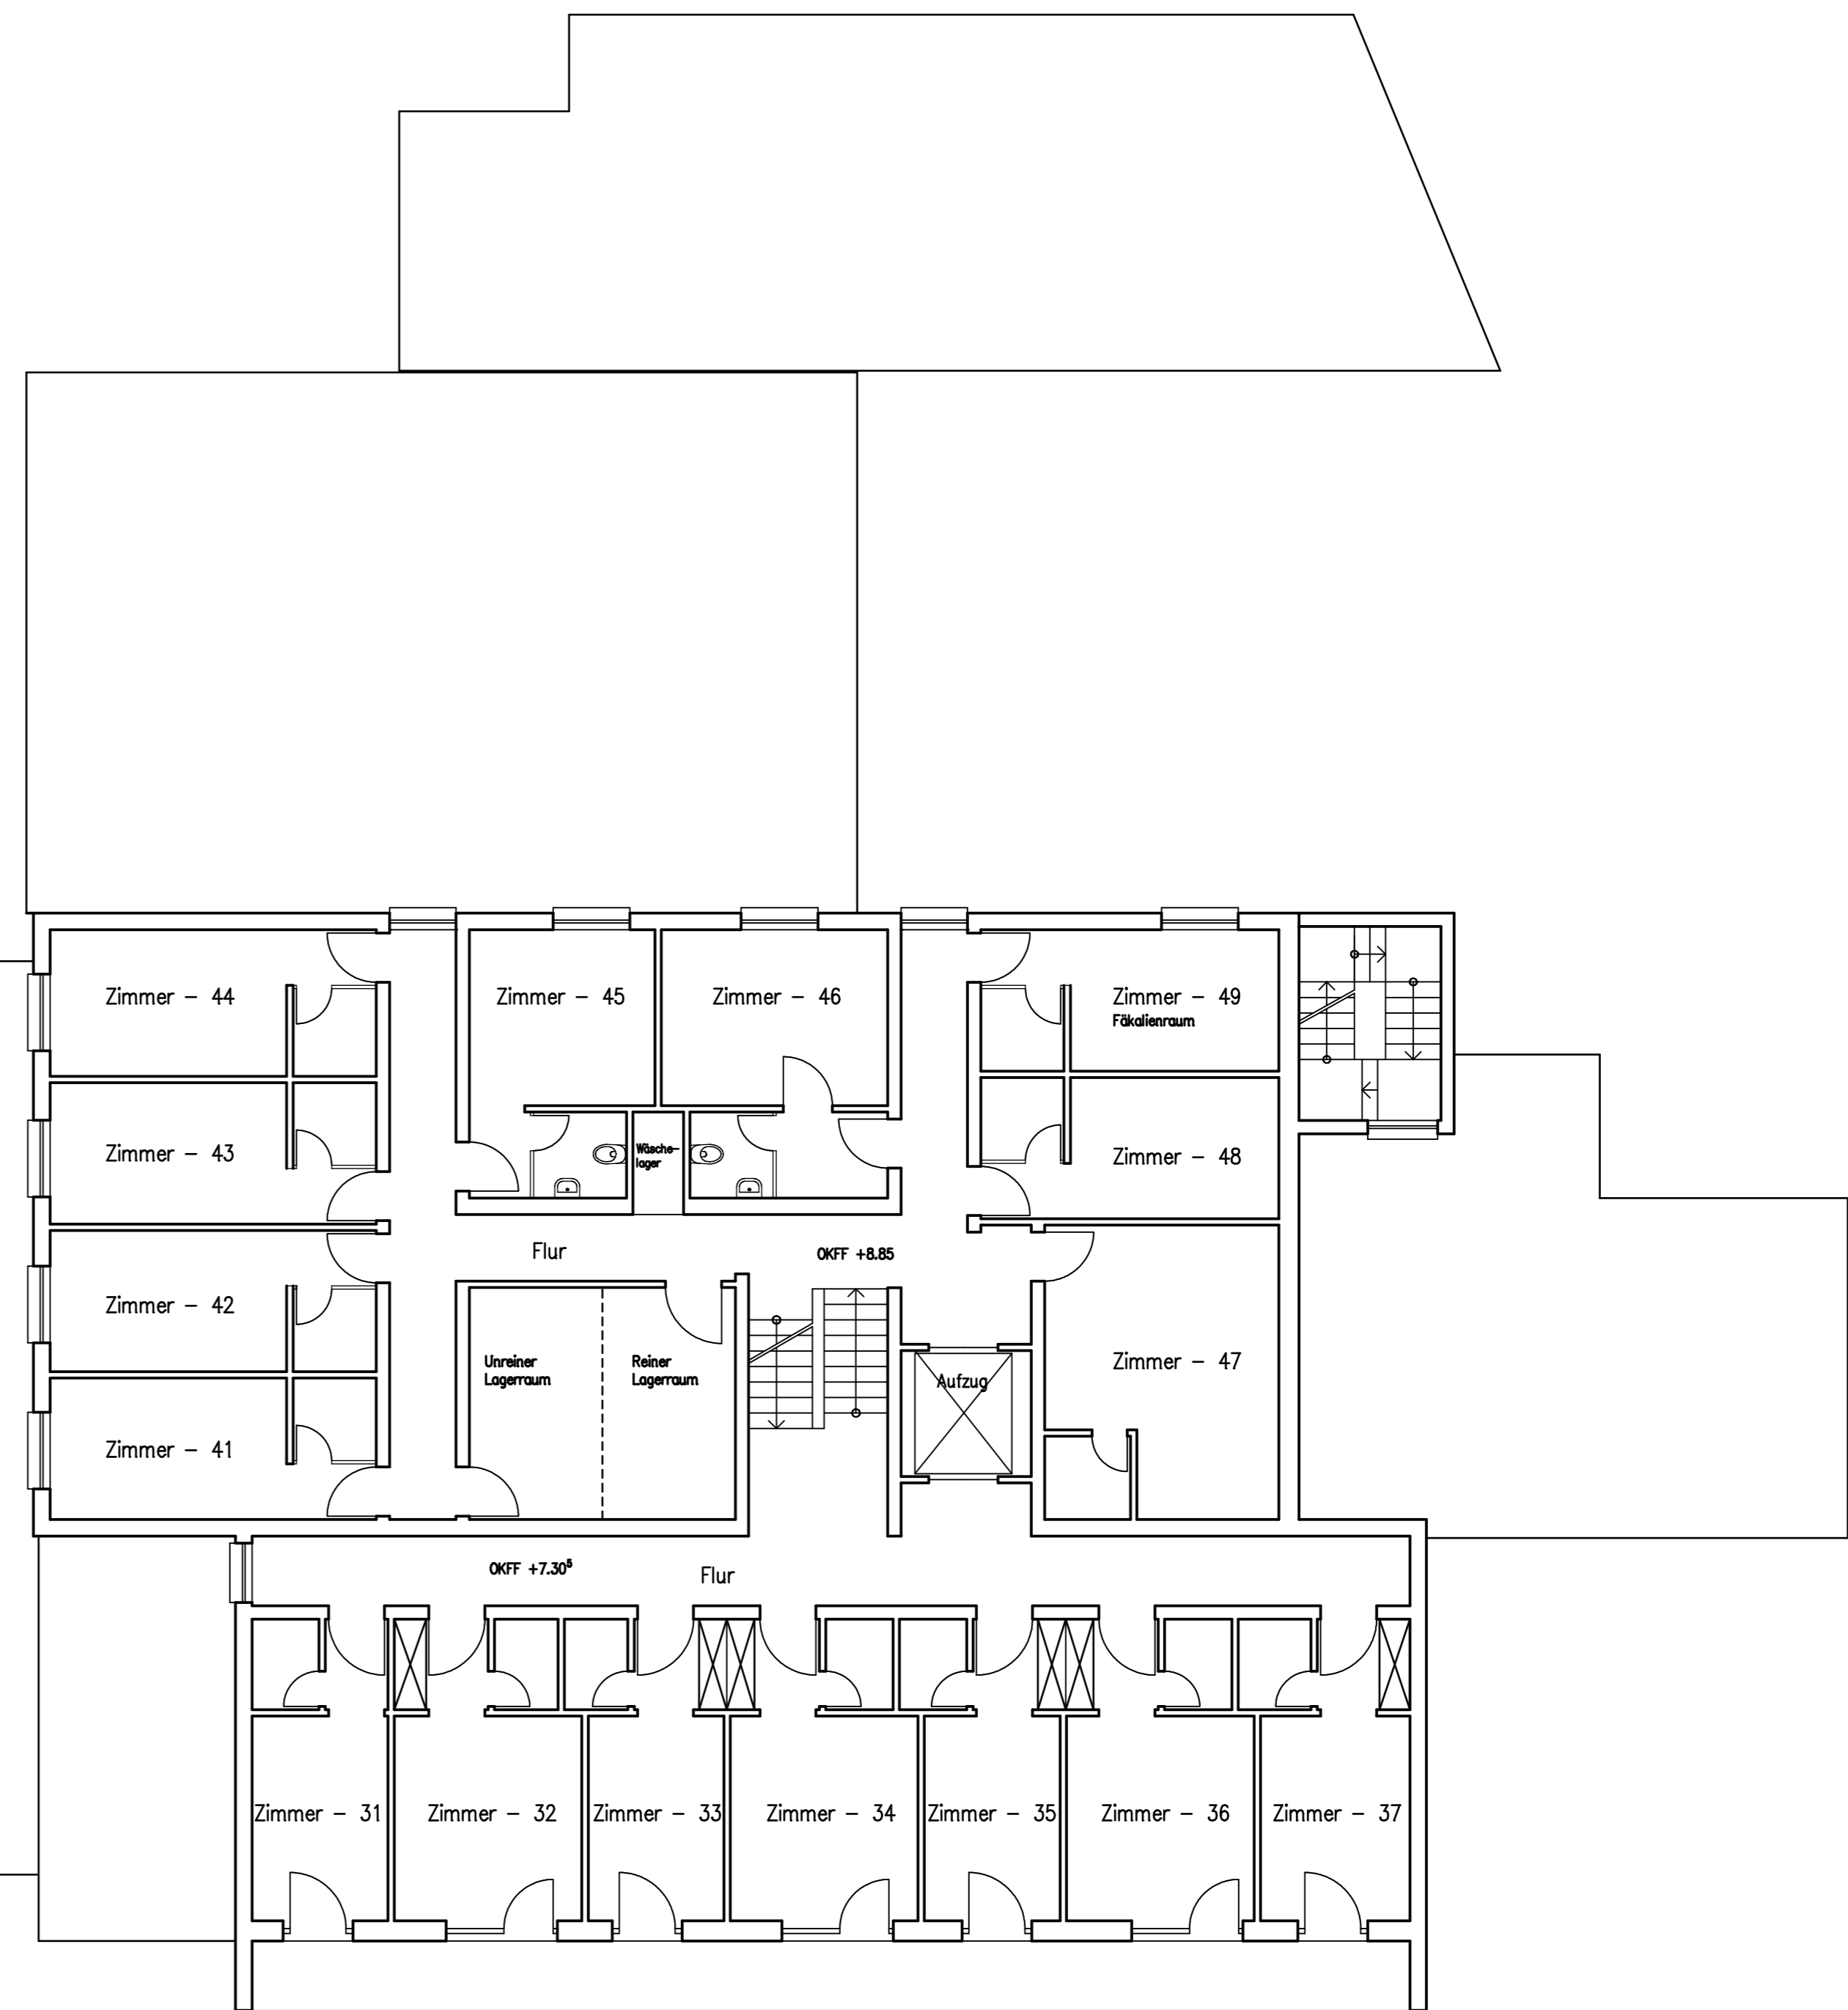 Zimmer – 44
Zimmer – 45
Zimmer – 46
Zimmer – 49
Fäkalienraum
Zimmer – 43
Wäsche–
lager
Zimmer – 48
Flur
OKFF +8.85
Zimmer – 42
Unreiner
Lagerraum
Reiner
Lagerraum
Aufzug
Zimmer – 47
Zimmer – 41
OKFF +7.30⁵
Flur
Zimmer – 31
Zimmer – 32
Zimmer – 33
Zimmer – 34
Zimmer – 35
Zimmer – 36
Zimmer – 37